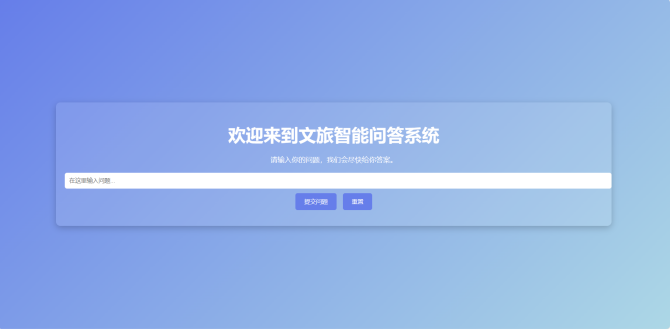 欢迎来到文旅智能问答系统
请输入你的问题，我们会尽快给你答案。
在这里输入问题...
提交问题
重置